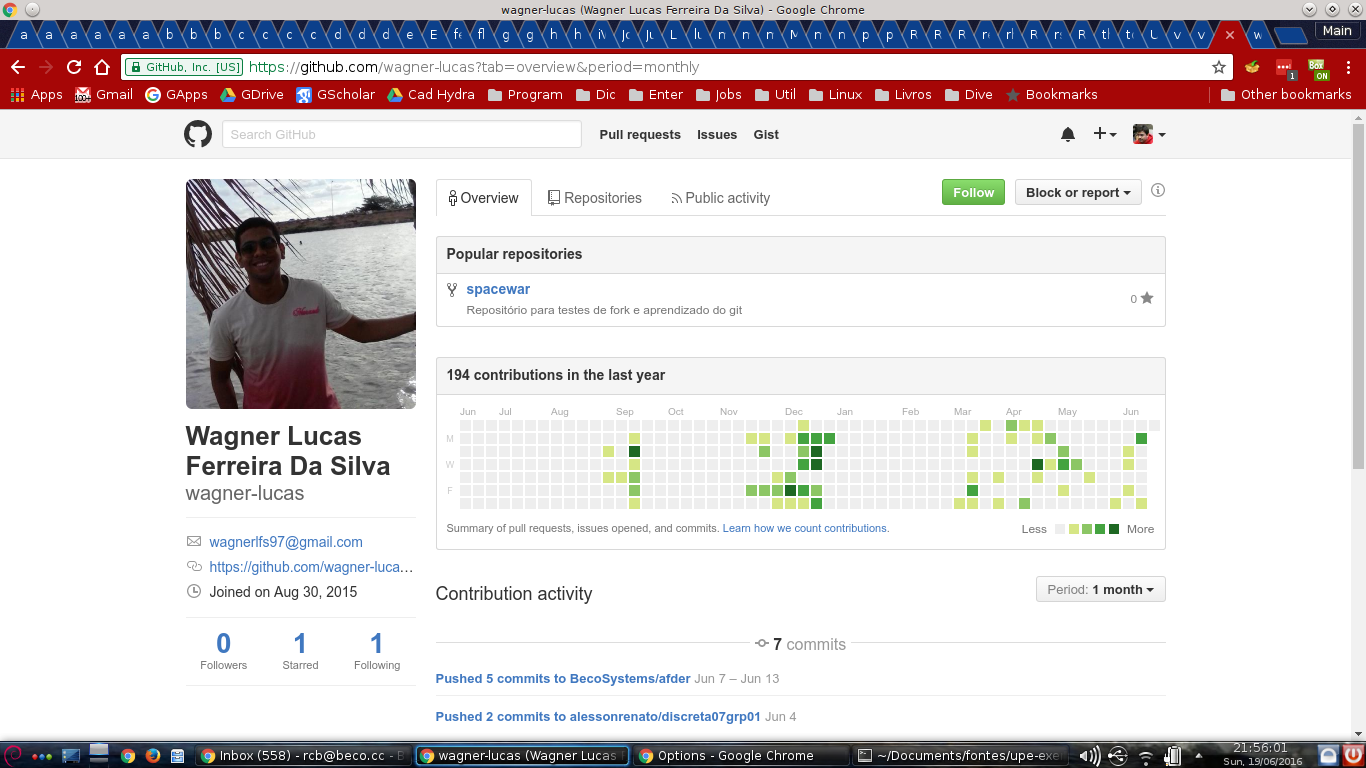 wagner-lucas (Wagner Lucas Ferreira Da Silva) - Google Chrome
a a a a a a b b b c c c c d d d e E g g h h n n n M n p p R R R t U v v w Main
GitHub, Inc. [US] https://github.com/wagner-lucas?tab=overview&period=monthly 1 BOX ON
Apps 100+ Gmail GApps GDrive GScholar Cad Hydra Program Dic Enter Jobs Util Linux Livros Dive Bookmarks Other bookmarks
Search GitHub Pull requests Issues Gist
Overview Repositories Public activity Follow Block or report
Popular repositories
spacewar
Repositório para testes de fork e aprendizado do git
0
194 contributions in the last year
Jun Jul Aug Sep Oct Nov Dec Jan Feb Mar Apr May Jun
M
W
F
Summary of pull requests, issues opened, and commits. Learn how we count contributions. Less More
Wagner Lucas
Ferreira Da Silva
wagner-lucas
wagnerlfs97@gmail.com
https://github.com/wagner-luca...
Joined on Aug 30, 2015
0 1 1
Followers Starred Following
Contribution activity Period: 1 month
7 commits
Pushed 5 commits to BecoSystems/afder Jun 7 – Jun 13
Pushed 2 commits to alessonrenato/discreta07grp01 Jun 4
Inbox (558) - rcb@beco.cc - B wagner-lucas (Wagner Lucas F Options - Google Chrome ~/Documents/fontes/upe-exe 21:56:01
Sun, 19/06/2016